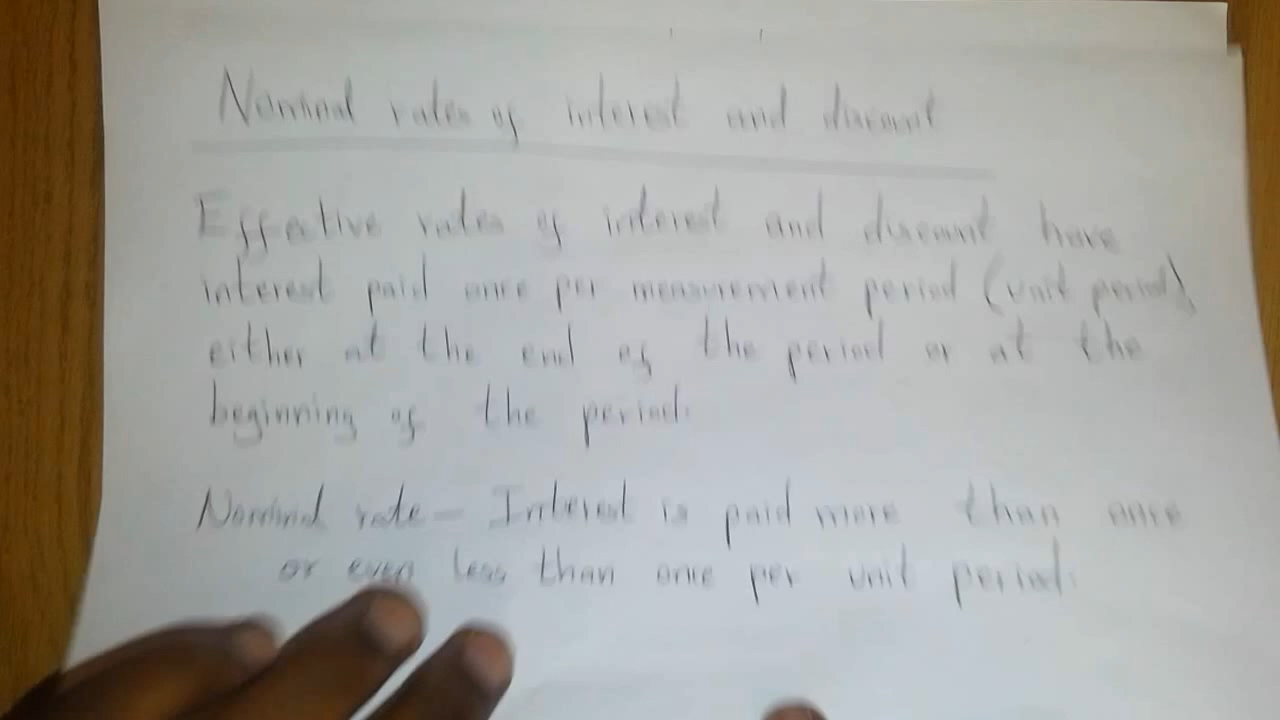 Nominal rates of interest and discount
Effective rates of interest and discount have
interest paid once per measurement period (unit period),
either at the end of the period or at the
beginning of the period.
Nominal rate - Interest is paid more than once
or even less than once per unit period.